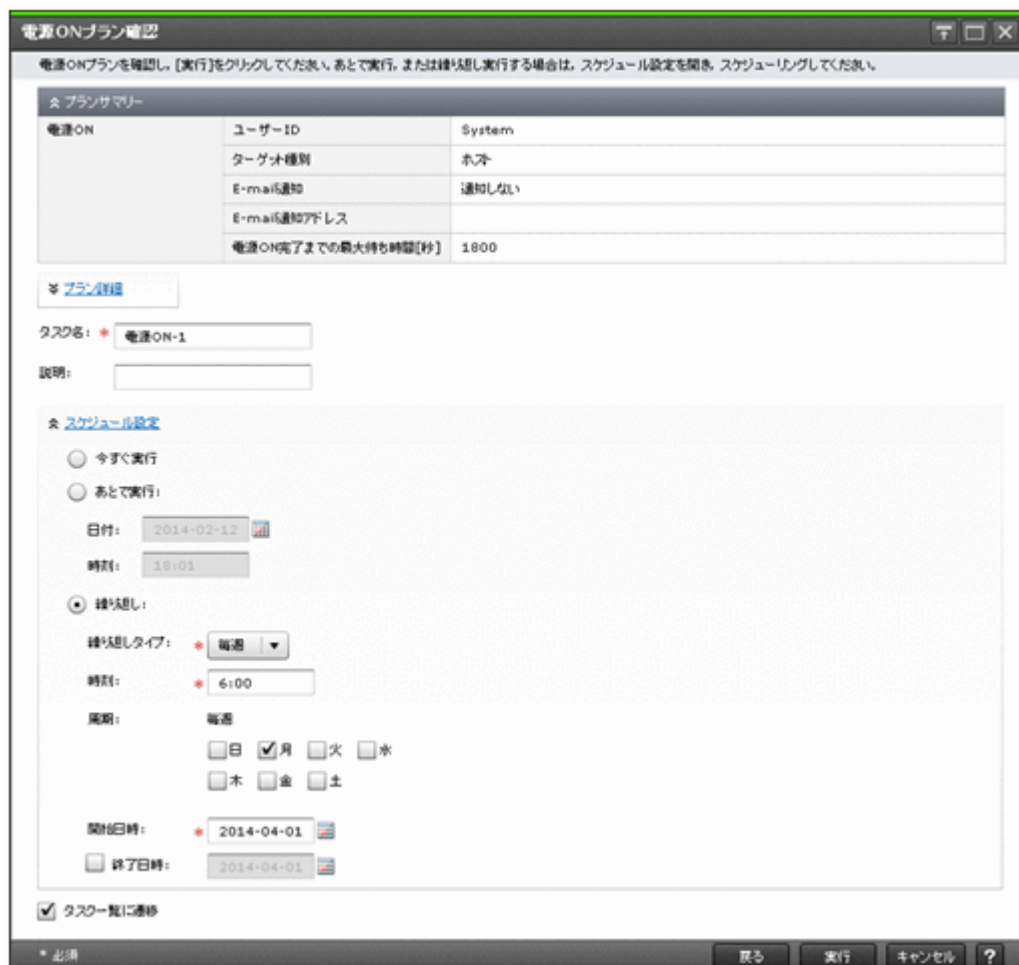 電源ONプラン確認
電源ONプランを確認し，[実行]をクリックしてください。あとで実行，または繰り返し実行する場合は，スケジュール設定を開き，スケジューリングしてください。
プランサマリー
電源ON ユーザーID System
ターゲット種別 ホスト
E-mail通知 通知しない
E-mail通知アドレス
電源ON完了までの最大待ち時間[秒] 1800
プラン詳細
タスク名: * 電源ON-1
説明:
スケジュール設定
今すぐ実行
あとで実行:
日付: 2014-02-12
時刻: 18:01
繰り返し:
繰り返しタイプ: * 毎週
時刻: * 6:00
周期: 毎週
日 月 火 水
木 金 土
開始日時: * 2014-04-01
終了日時: 2014-04-01
タスク一覧に遷移
* 必須 戻る 実行 キャンセル ?